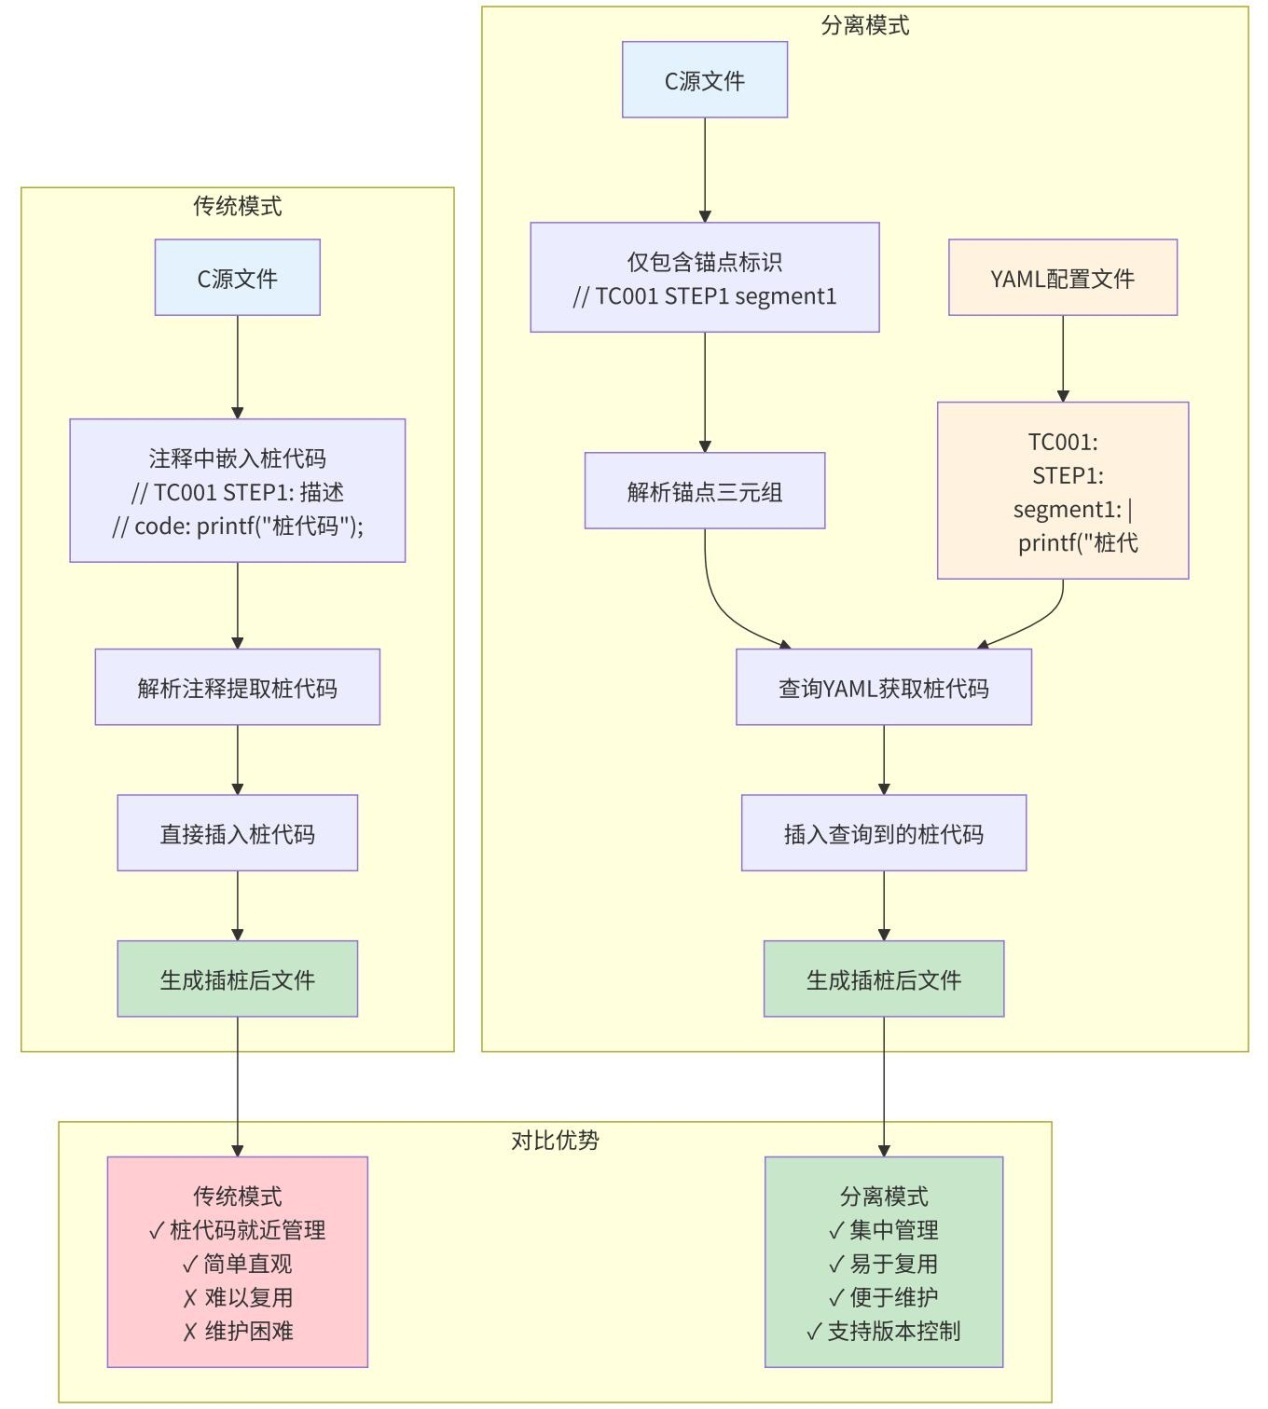 传统模式
C源文件
注释中嵌入桩代码
// TC001 STEP1: 描述
// code: printf("桩代码");
解析注释提取桩代码
直接插入桩代码
生成插桩后文件
分离模式
C源文件
仅包含锚点标识
// TC001 STEP1 segment1
解析锚点三元组
YAML配置文件
TC001:
STEP1:
segment1: |
printf("桩代
查询YAML获取桩代码
插入查询到的桩代码
生成插桩后文件
对比优势
传统模式
✓ 桩代码就近管理
✓ 简单直观
✗ 难以复用
✗ 维护困难
分离模式
✓ 集中管理
✓ 易于复用
✓ 便于维护
✓ 支持版本控制